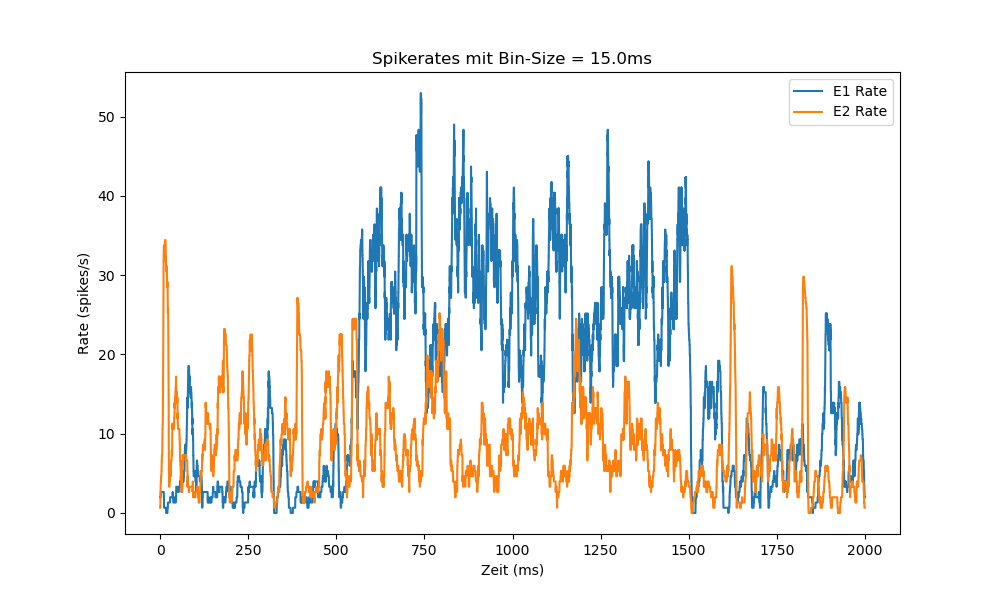 Spikerates mit Bin-Size = 15.0ms
E1 Rate
E2 Rate
50
40
30
20
10
0
Rate (spikes/s)
0 250 500 750 1000 1250 1500 1750 2000
Zeit (ms)